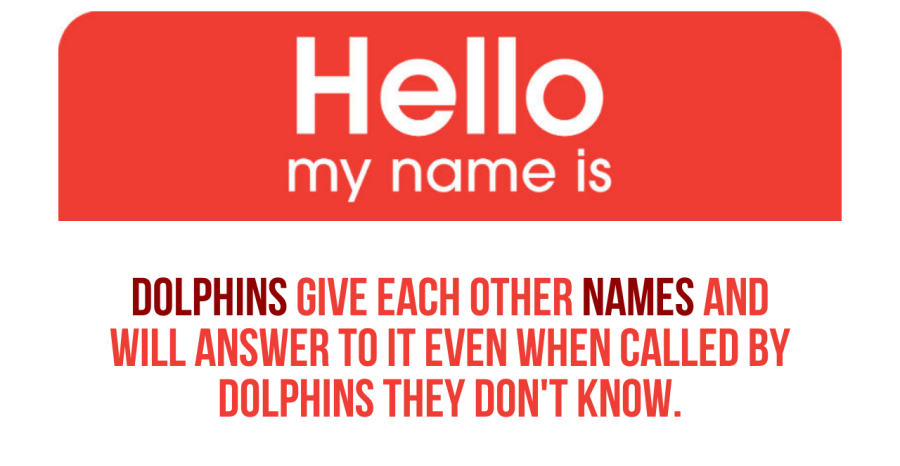 Hello
my name is
DOLPHINS GIVE EACH OTHER NAMES AND
WILL ANSWER TO IT EVEN WHEN CALLED BY
DOLPHINS THEY DON'T KNOW.